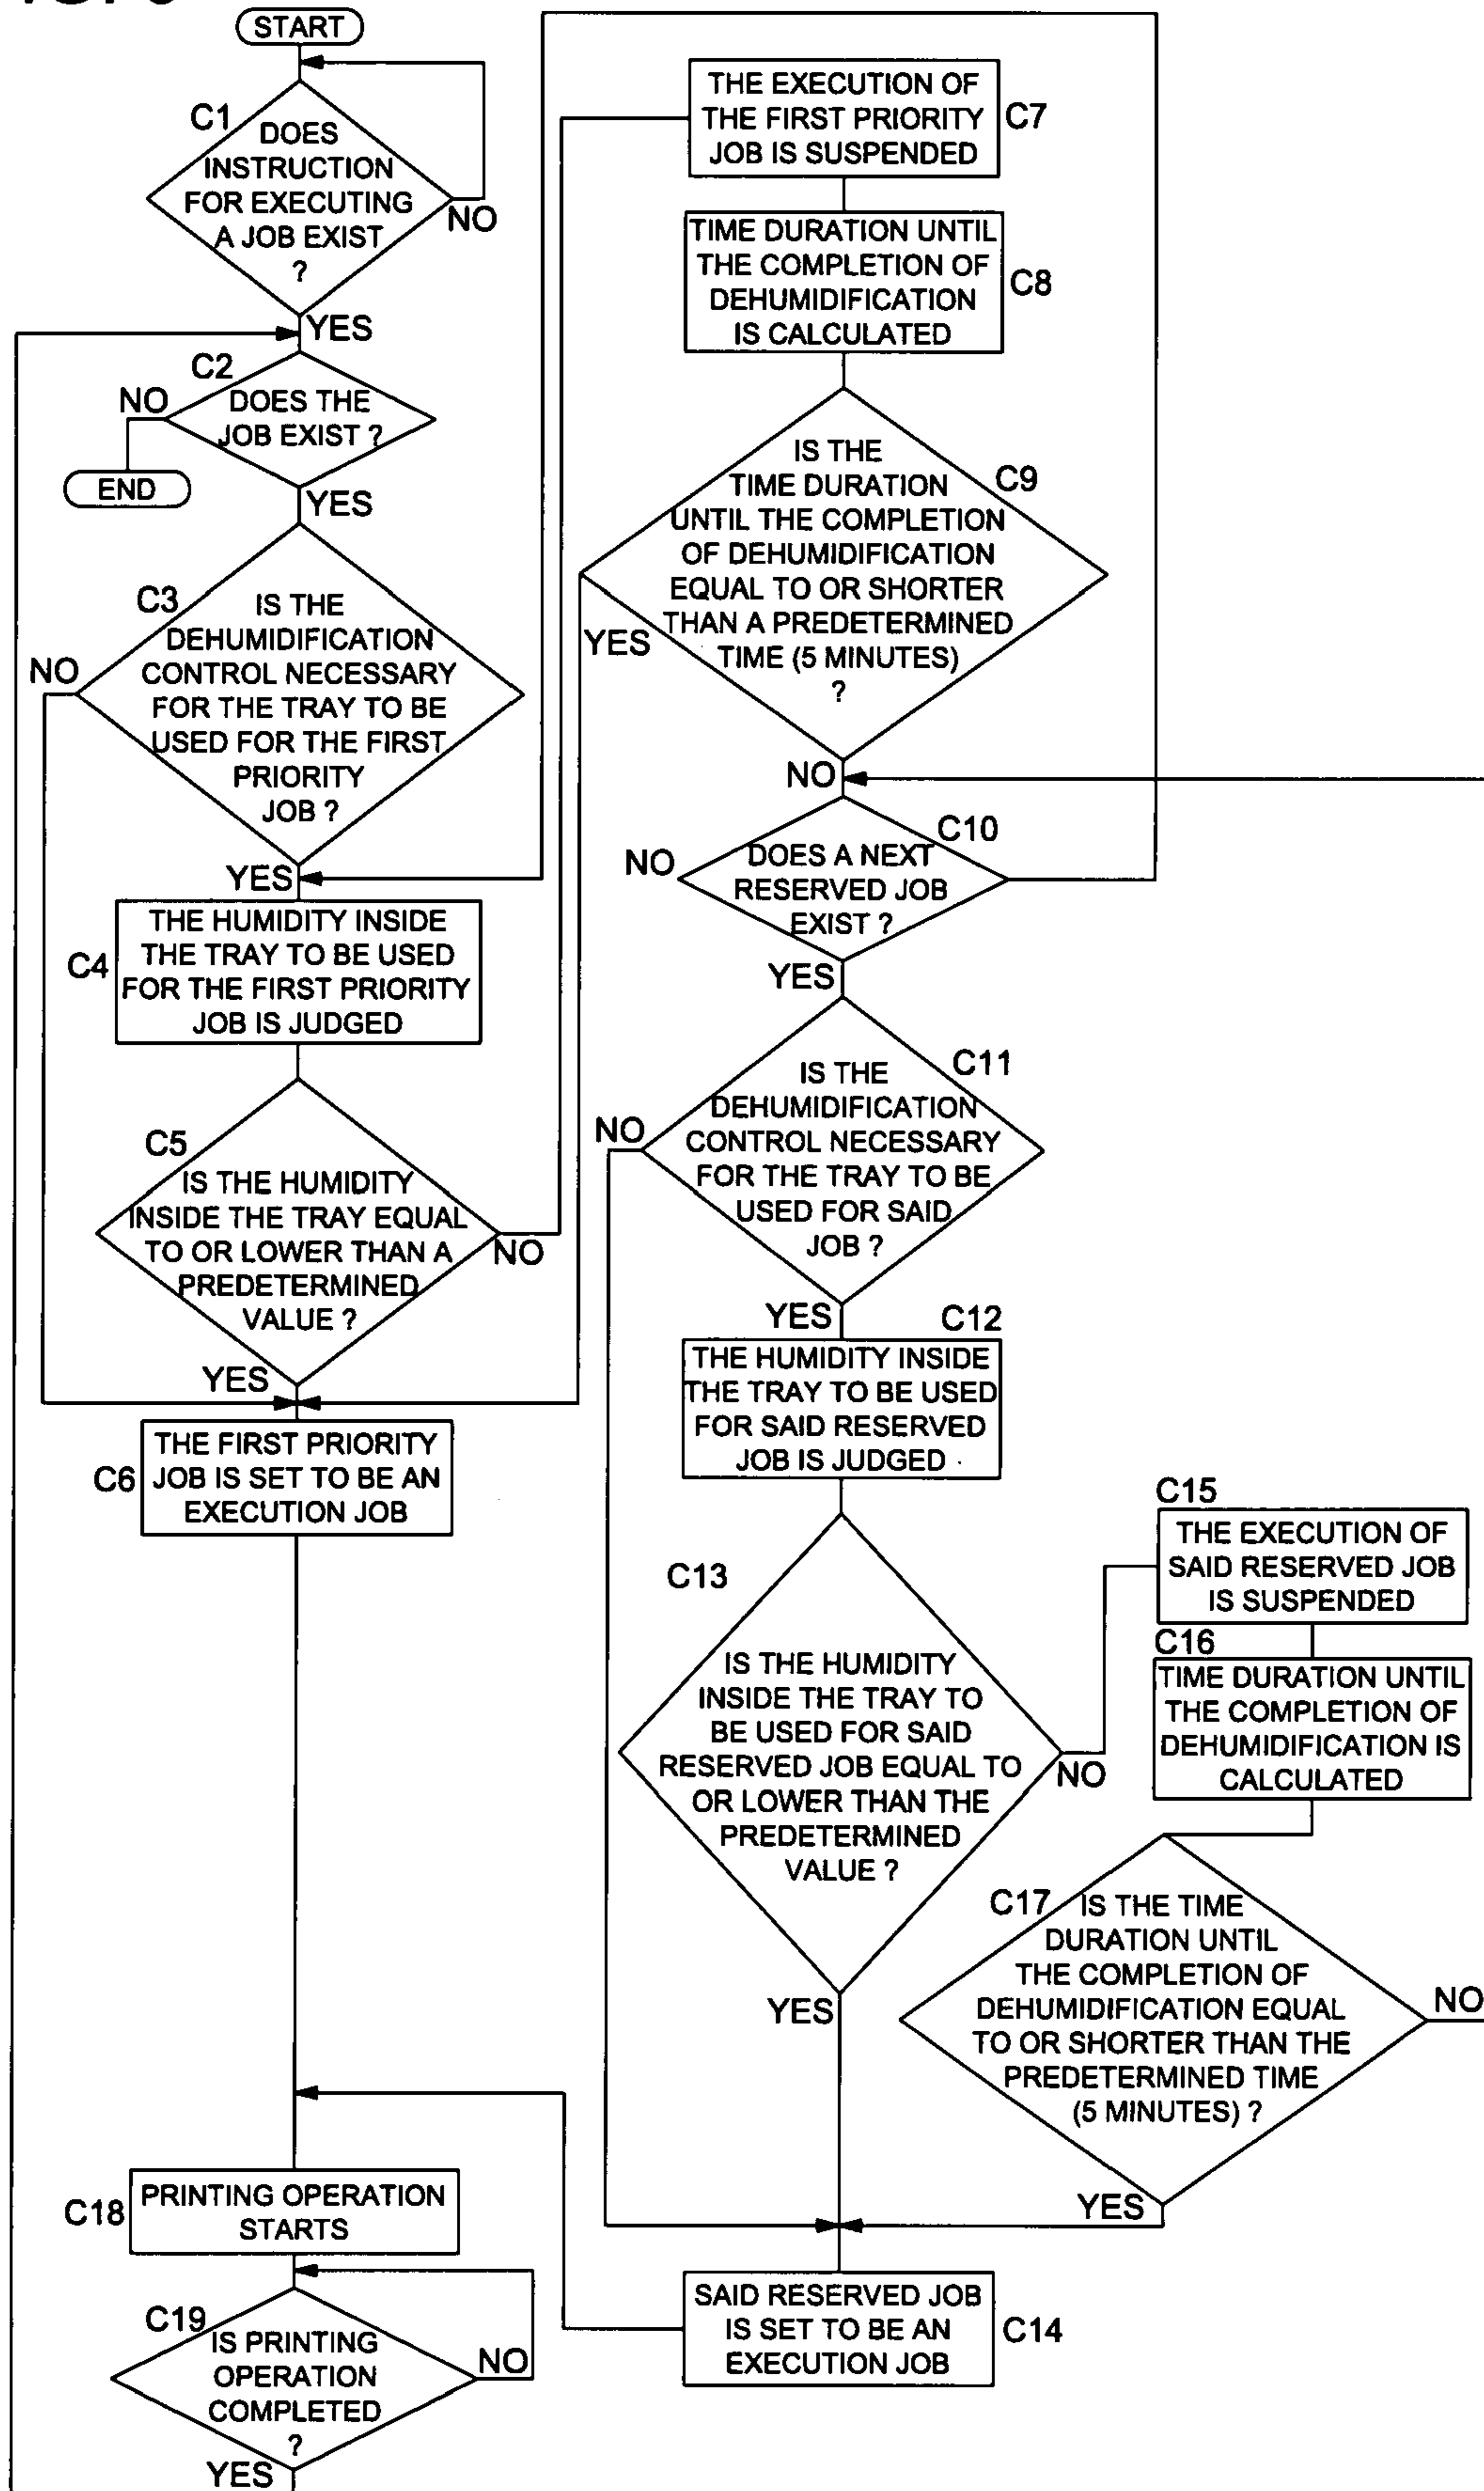 START
C1
DOES
INSTRUCTION
FOR EXECUTING
A JOB EXIST
?
NO
YES
C2
DOES THE
JOB EXIST ?
NO
END
YES
C3
IS THE
DEHUMIDIFICATION
CONTROL NECESSARY
FOR THE TRAY TO BE
USED FOR THE FIRST
PRIORITY
JOB ?
NO
YES
C4
THE HUMIDITY INSIDE
THE TRAY TO BE USED
FOR THE FIRST PRIORITY
JOB IS JUDGED
C5
IS THE HUMIDITY
INSIDE THE TRAY EQUAL
TO OR LOWER THAN A
PREDETERMINED
VALUE ?
NO
YES
C6
THE FIRST PRIORITY
JOB IS SET TO BE AN
EXECUTION JOB
THE EXECUTION OF
THE FIRST PRIORITY
JOB IS SUSPENDED
C7
TIME DURATION UNTIL
THE COMPLETION OF
DEHUMIDIFICATION
IS CALCULATED
C8
C9
IS THE
TIME DURATION
UNTIL THE COMPLETION
OF DEHUMIDIFICATION
EQUAL TO OR SHORTER
THAN A PREDETERMINED
TIME (5 MINUTES)
?
YES
NO
C10
DOES A NEXT
RESERVED JOB
EXIST ?
NO
YES
C11
IS THE
DEHUMIDIFICATION
CONTROL NECESSARY
FOR THE TRAY TO BE
USED FOR SAID
JOB ?
NO
YES
C12
THE HUMIDITY INSIDE
THE TRAY TO BE USED
FOR SAID RESERVED
JOB IS JUDGED
C13
IS THE HUMIDITY
INSIDE THE TRAY TO
BE USED FOR SAID
RESERVED JOB EQUAL TO
OR LOWER THAN THE
PREDETERMINED
VALUE ?
NO
YES
C15
THE EXECUTION OF
SAID RESERVED JOB
IS SUSPENDED
C16
TIME DURATION UNTIL
THE COMPLETION OF
DEHUMIDIFICATION IS
CALCULATED
C17
IS THE TIME
DURATION UNTIL
THE COMPLETION OF
DEHUMIDIFICATION EQUAL
TO OR SHORTER THAN THE
PREDETERMINED TIME
(5 MINUTES) ?
NO
YES
SAID RESERVED JOB
IS SET TO BE AN
EXECUTION JOB
C14
C18
PRINTING OPERATION
STARTS
C19
IS PRINTING
OPERATION
COMPLETED
?
NO
YES